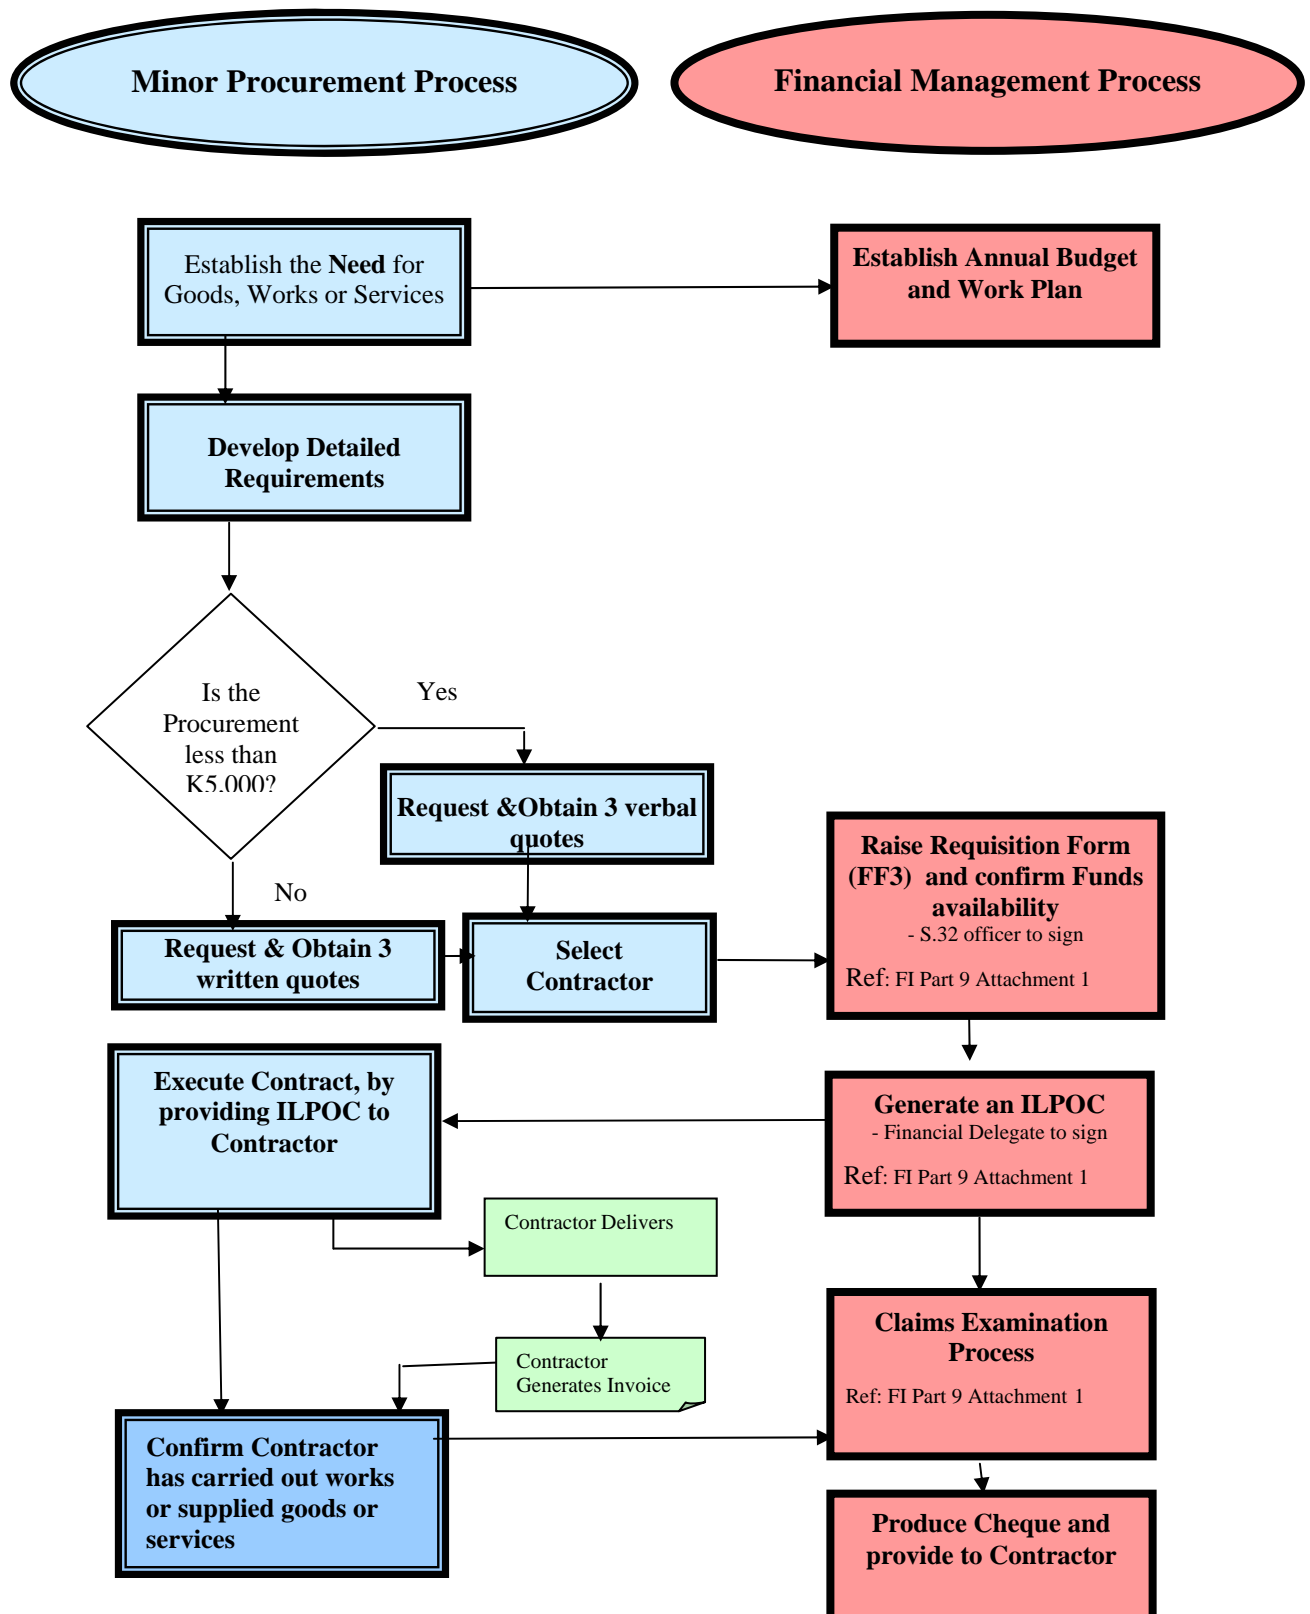 Minor Procurement Process
Financial Management Process
Establish the Need for
Goods, Works or Services
Establish Annual Budget
and Work Plan
Develop Detailed
Requirements
Is the
Procurement
less than
K5,000?
Yes
Request &Obtain 3 verbal
quotes
No
Request & Obtain 3
written quotes
Select
Contractor
Raise Requisition Form
(FF3)  and confirm Funds
availability
- S.32 officer to sign
Ref: FI Part 9 Attachment 1
Execute Contract, by
providing ILPOC to
Contractor
Generate an ILPOC
- Financial Delegate to sign
Ref: FI Part 9 Attachment 1
Contractor Delivers
Contractor
Generates Invoice
Claims Examination
Process
Ref: FI Part 9 Attachment 1
Confirm Contractor
has carried out works
or supplied goods or
services
Produce Cheque and
provide to Contractor